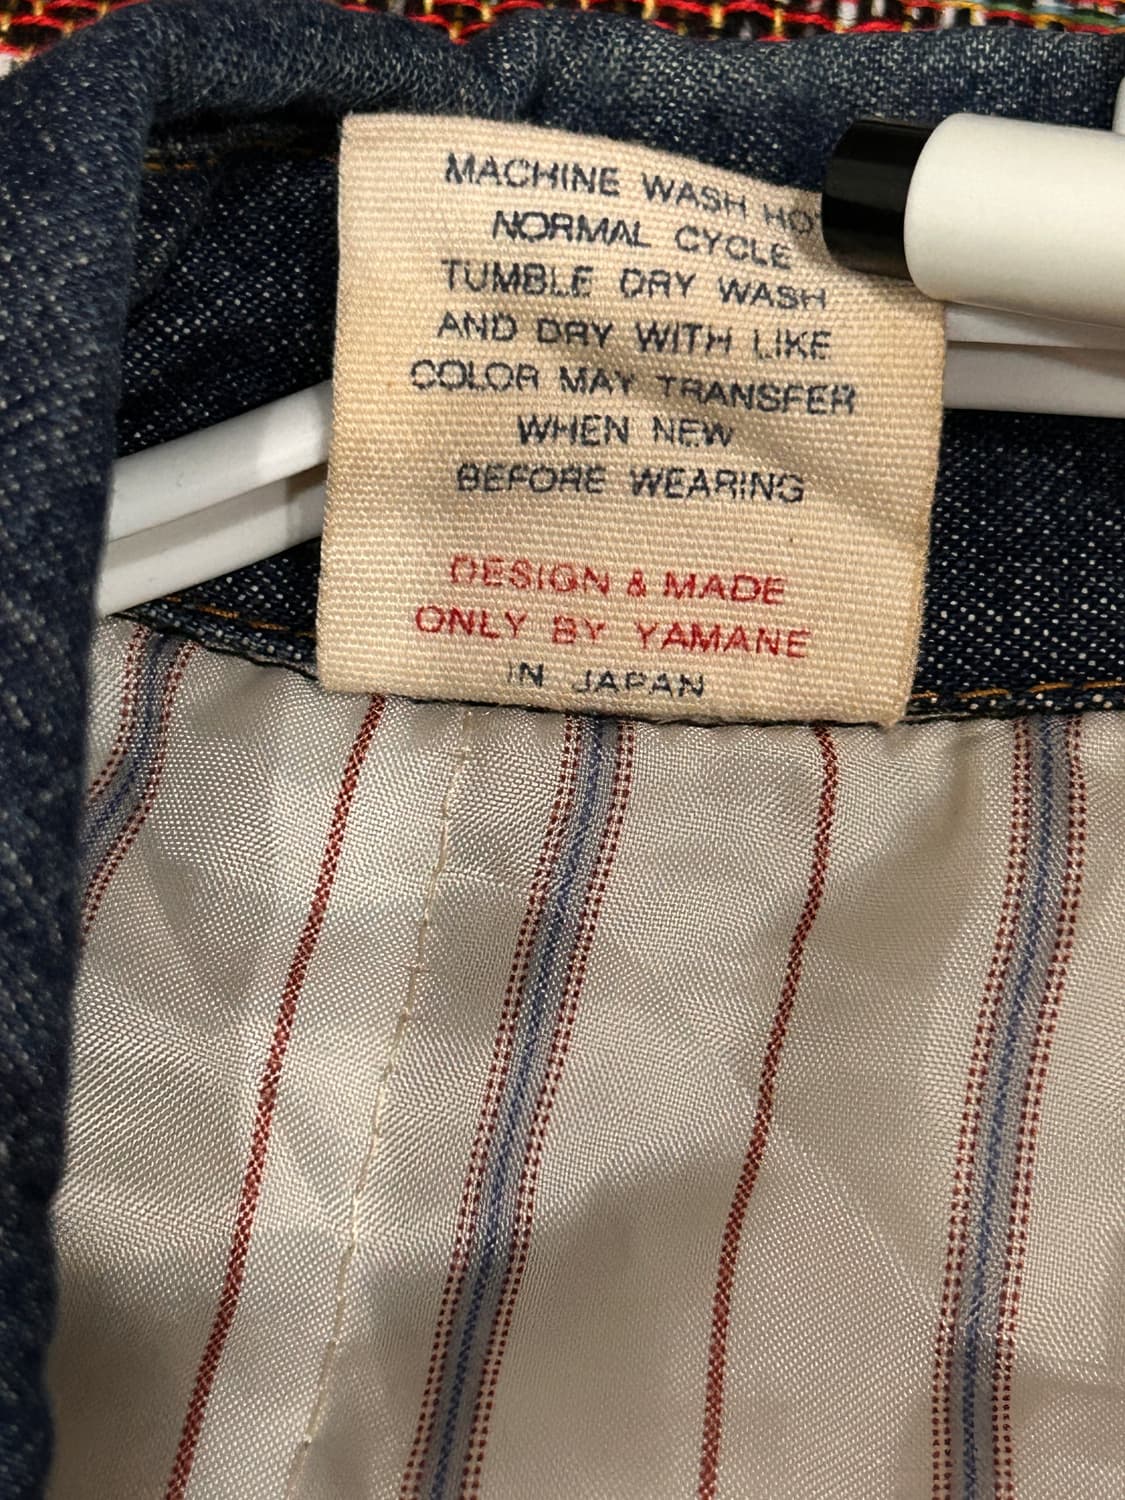 MACHINE WASH HO
NORMAL CYCLE
TUMBLE DRY WASH
AND DRY WITH LIKE
COLOR MAY TRANSFER
WHEN NEW
BEFORE WEARING
DESIGN & MADE
ONLY BY YAMANE
IN JAPAN